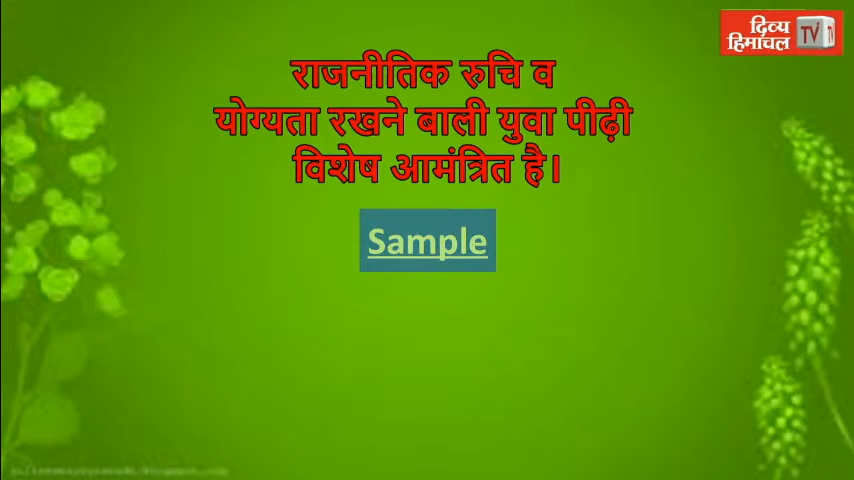 दिव्य
हिमाचल TV
राजनीतिक रुचि व
योग्यता रखने बाली युवा पीढ़ी
विशेष आमंत्रित है।
Sample